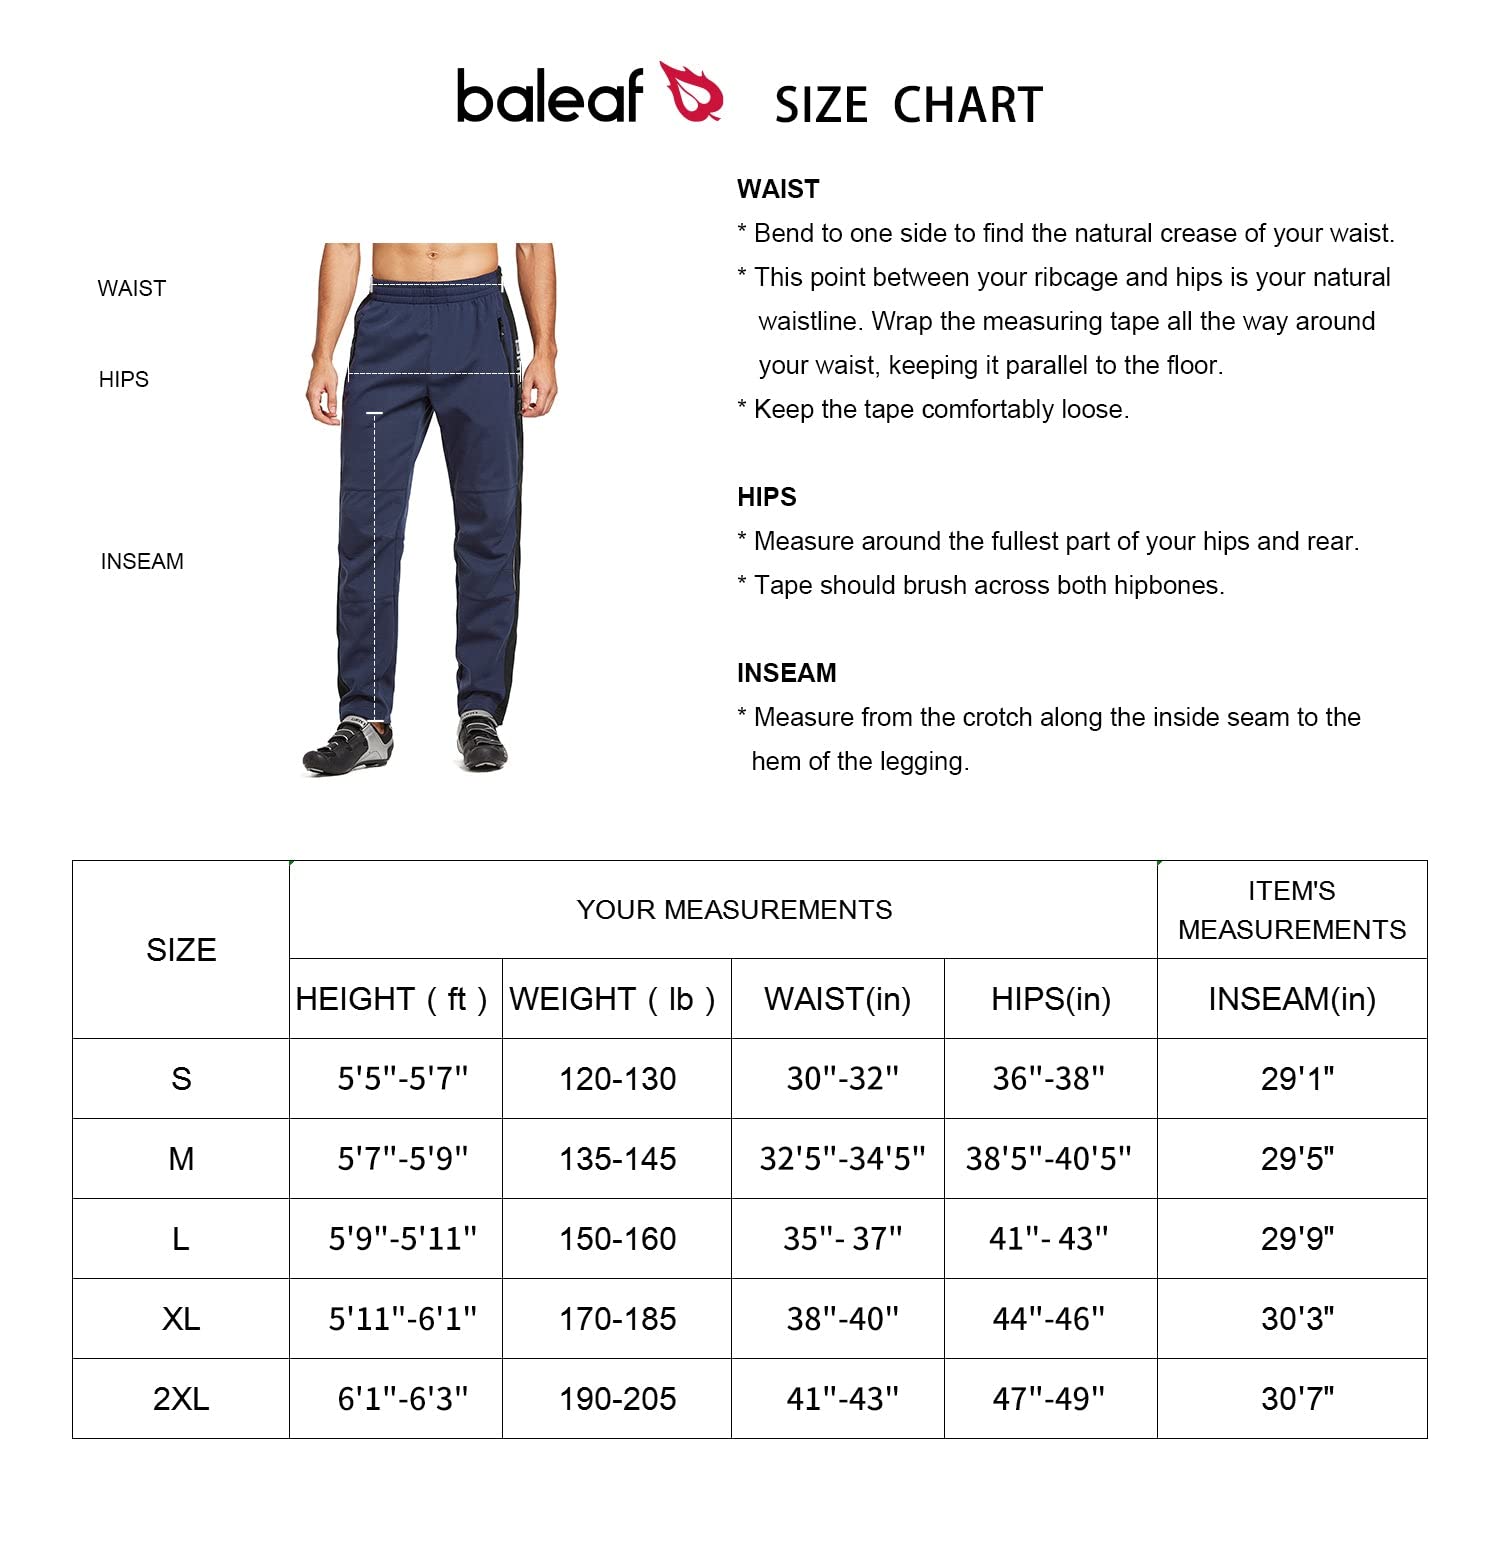 baleaf SIZE CHART
WAIST
HIPS
INSEAM
WAIST
* Bend to one side to find the natural crease of your waist.
* This point between your ribcage and hips is your natural
waistline. Wrap the measuring tape all the way around
your waist, keeping it parallel to the floor.
* Keep the tape comfortably loose.
HIPS
* Measure around the fullest part of your hips and rear.
* Tape should brush across both hipbones.
INSEAM
* Measure from the crotch along the inside seam to the
hem of the legging.
SIZE
YOUR MEASUREMENTS
ITEM'S
MEASUREMENTS
HEIGHT ( ft ) WEIGHT ( lb ) WAIST(in) HIPS(in) INSEAM(in)
S 5'5"-5'7" 120-130 30"-32" 36"-38" 29'1"
M 5'7"-5'9" 135-145 32'5"-34'5" 38'5"-40'5" 29'5"
L 5'9"-5'11" 150-160 35"- 37" 41"- 43" 29'9"
XL 5'11"-6'1" 170-185 38"-40" 44"-46" 30'3"
2XL 6'1"-6'3" 190-205 41"-43" 47"-49" 30'7"